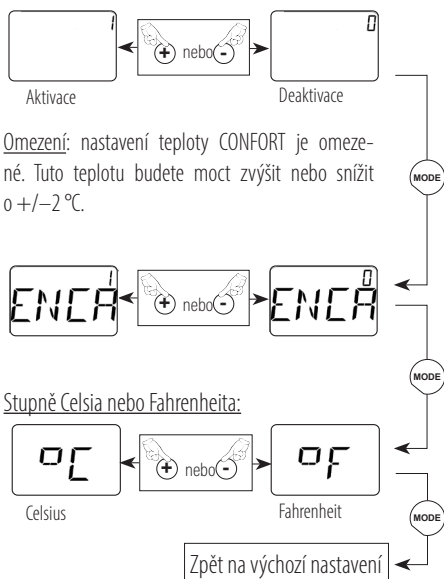 1
0
+ nebo -
Aktivace
Deaktivace
Omezení: nastavení teploty CONFORT je omeze-
né. Tuto teplotu budete moct zvýšit nebo snížit
o +/–2 °C.
MODE
1
ENCA
+ nebo -
0
ENCA
MODE
Stupně Celsia nebo Fahrenheita:
°C
+ nebo -
°F
Celsius
Fahrenheit
MODE
Zpět na výchozí nastavení